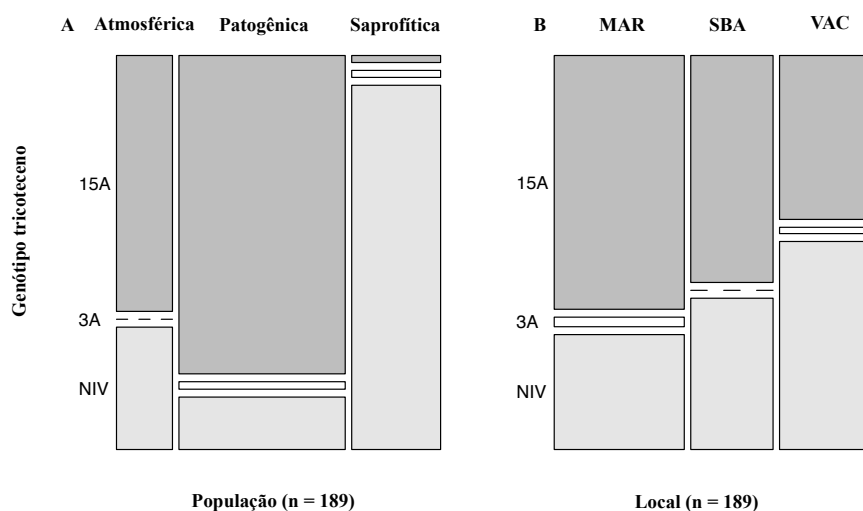 A Atmosférica Patogênica Saprofítica
B MAR SBA VAC
Genótipo tricoteceno
15A
3A
NIV
15A
3A
NIV
População (n = 189)
Local (n = 189)